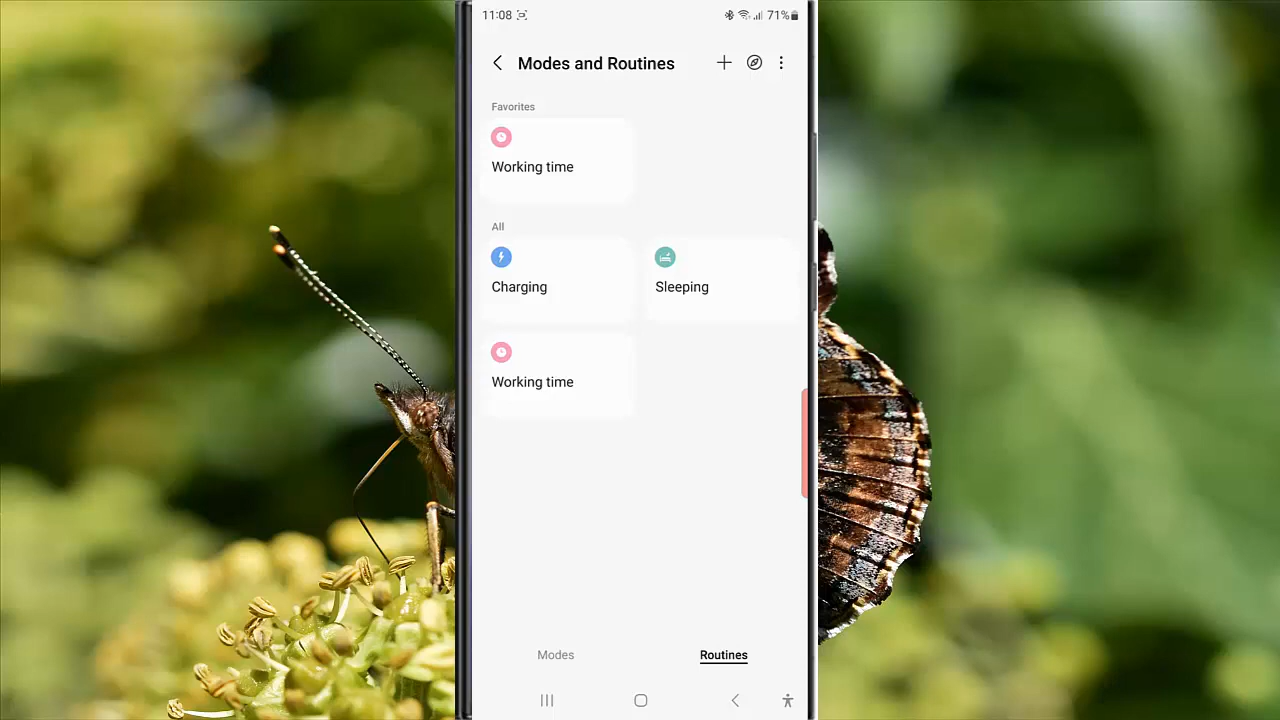 11:08 71%
Modes and Routines
Favorites
Working time
All
Charging Sleeping
Working time
Modes Routines